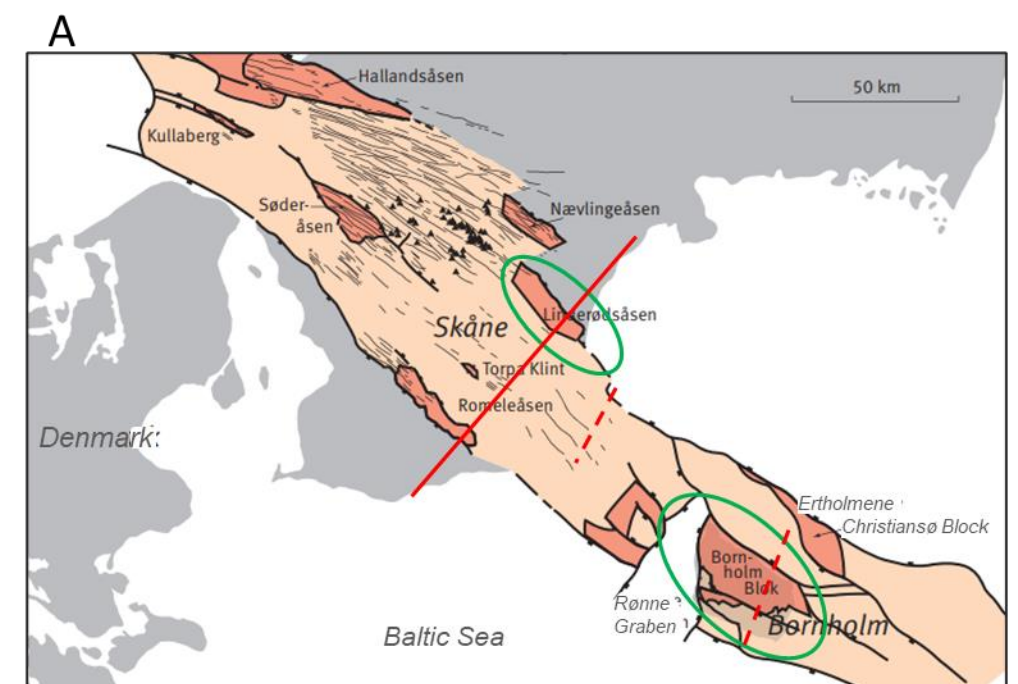 A
Hallandsåsen
50 km
Kullaberg
Søder-
åsen
Nævlingeåsen
Linderødsåsen
Skåne
Torpa Klint
Romeleåsen
Denmark:
Ertholmene
Christiansø Block
Born-
holm
Blok
Rønne
Graben
Bornholm
Baltic Sea